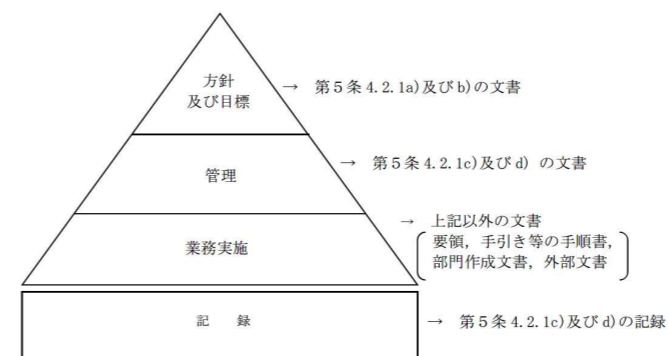 方針
及び目標
→ 第5条 4.2.1a)及び b)の文書
管理
→ 第5条 4.2.1c)及び d) の文書
業務実施
→ 上記以外の文書
要領，手引き等の手順書，
部門作成文書，外部文書
記 録
→ 第5条 4.2.1c)及び d)の記録